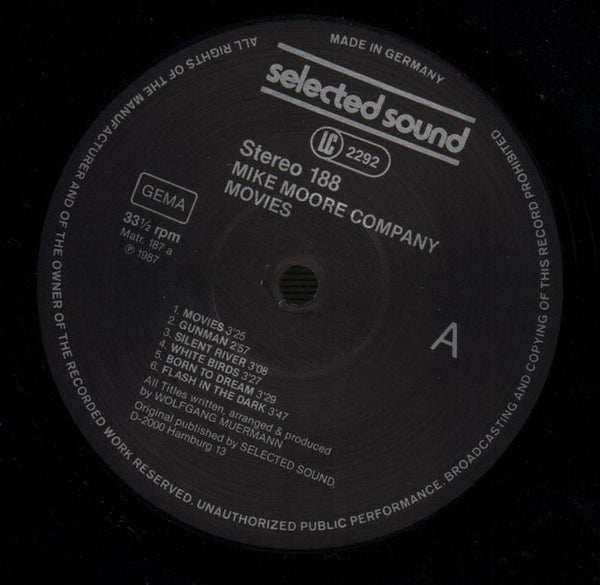 MADE IN GERMANY
selected sound
LC 2292
Stereo 188
MIKE MOORE COMPANY
MOVIES
GEMA
33⅓ rpm
Matr. 187 a
℗ 1987
A
1. MOVIES 3'25
2. GUNMAN 2'57
3. SILENT RIVER 3'08
4. WHITE BIRDS 3'27
5. BORN TO DREAM 3'29
6. FLASH IN THE DARK 3'47
All Titles written, arranged & produced
by WOLFGANG MUERMANN
Original published by SELECTED SOUND,
D-2000 Hamburg 13
ALL RIGHTS OF THE MANUFACTURER AND OF THE OWNER OF THE RECORDED WORK RESERVED. UNAUTHORIZED PUBLIC PERFORMANCE. BROADCASTING AND COPYING OF THIS RECORD PROHIBITED